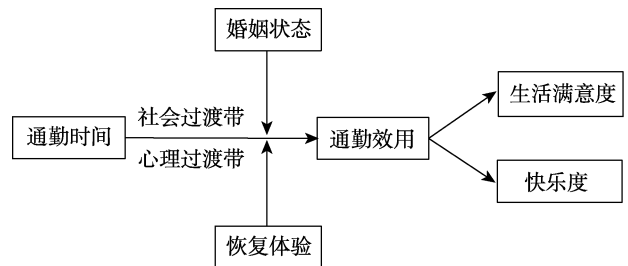 婚姻状态
社会过渡带
通勤时间
心理过渡带
通勤效用
生活满意度
快乐度
恢复体验